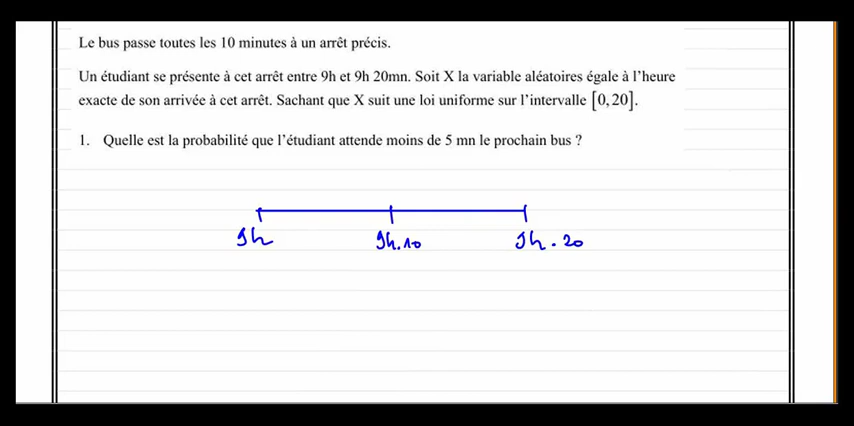 Le bus passe toutes les 10 minutes à un arrêt précis.
Un étudiant se présente à cet arrêt entre 9h et 9h 20mn. Soit X la variable aléatoires égale à l'heure
exacte de son arrivée à cet arrêt. Sachant que X suit une loi uniforme sur l'intervalle [0,20].
1. Quelle est la probabilité que l'étudiant attende moins de 5 mn le prochain bus ?
9h 9h.10 9h.20